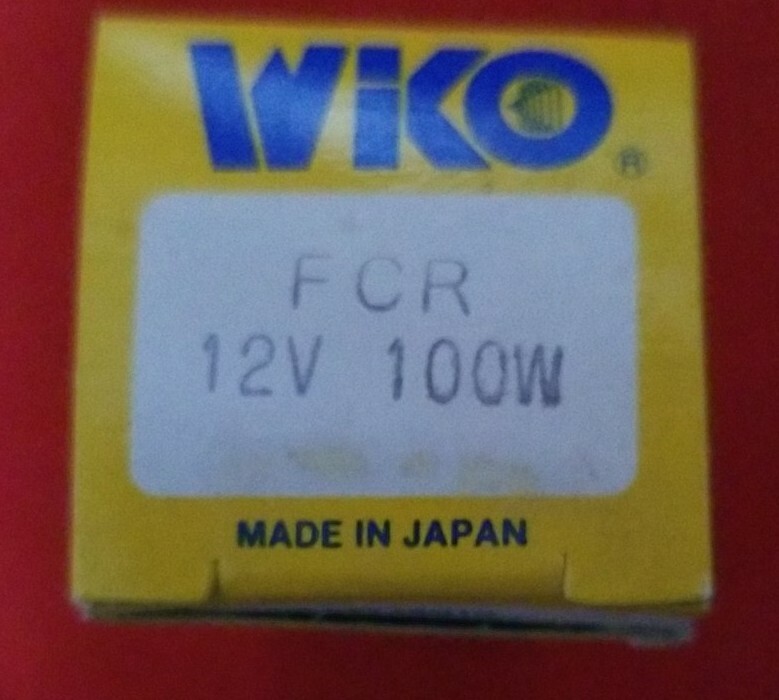 WiKO ®
FCR
12V 100W
MADE IN JAPAN